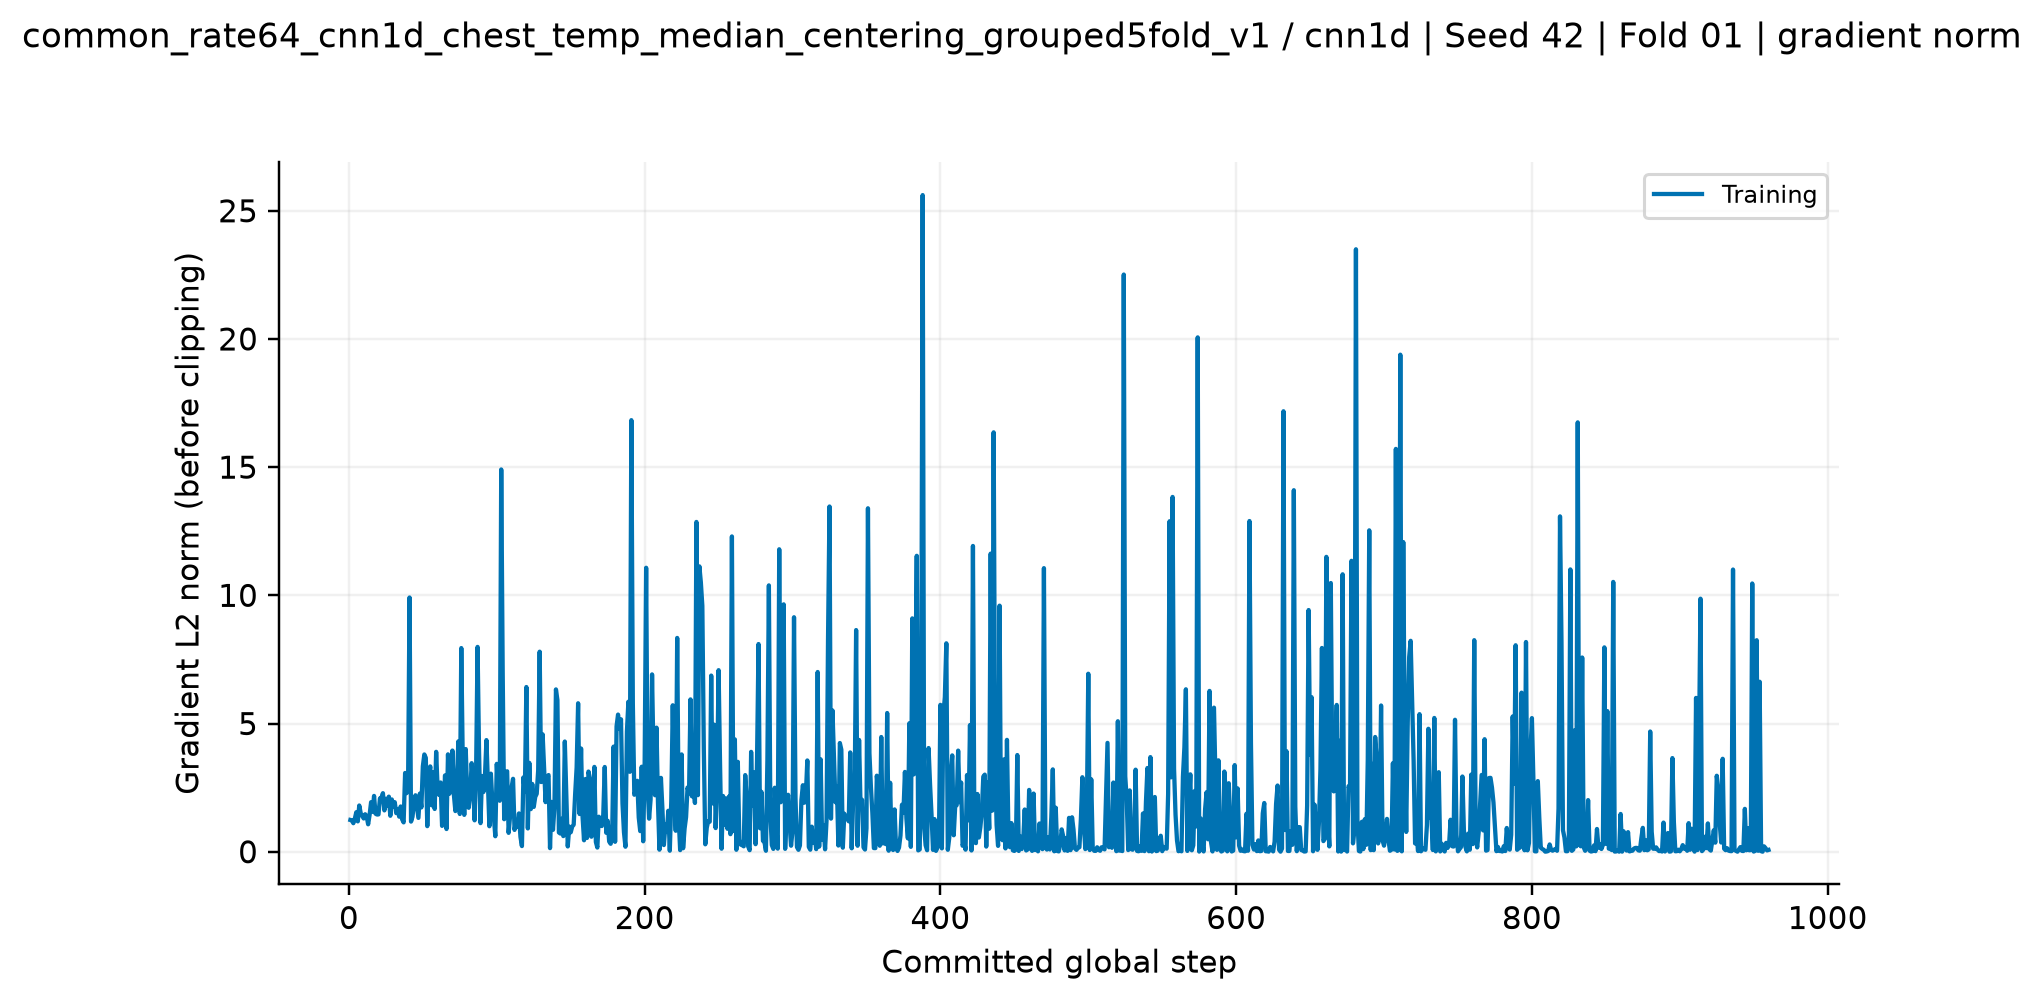 common_rate64_cnn1d_chest_temp_median_centering_grouped5fold_v1 / cnn1d | Seed 42 | Fold 01 | gradient norm
Training
Gradient L2 norm (before clipping)
25
20
15
10
5
0
0 200 400 600 800 1000
Committed global step